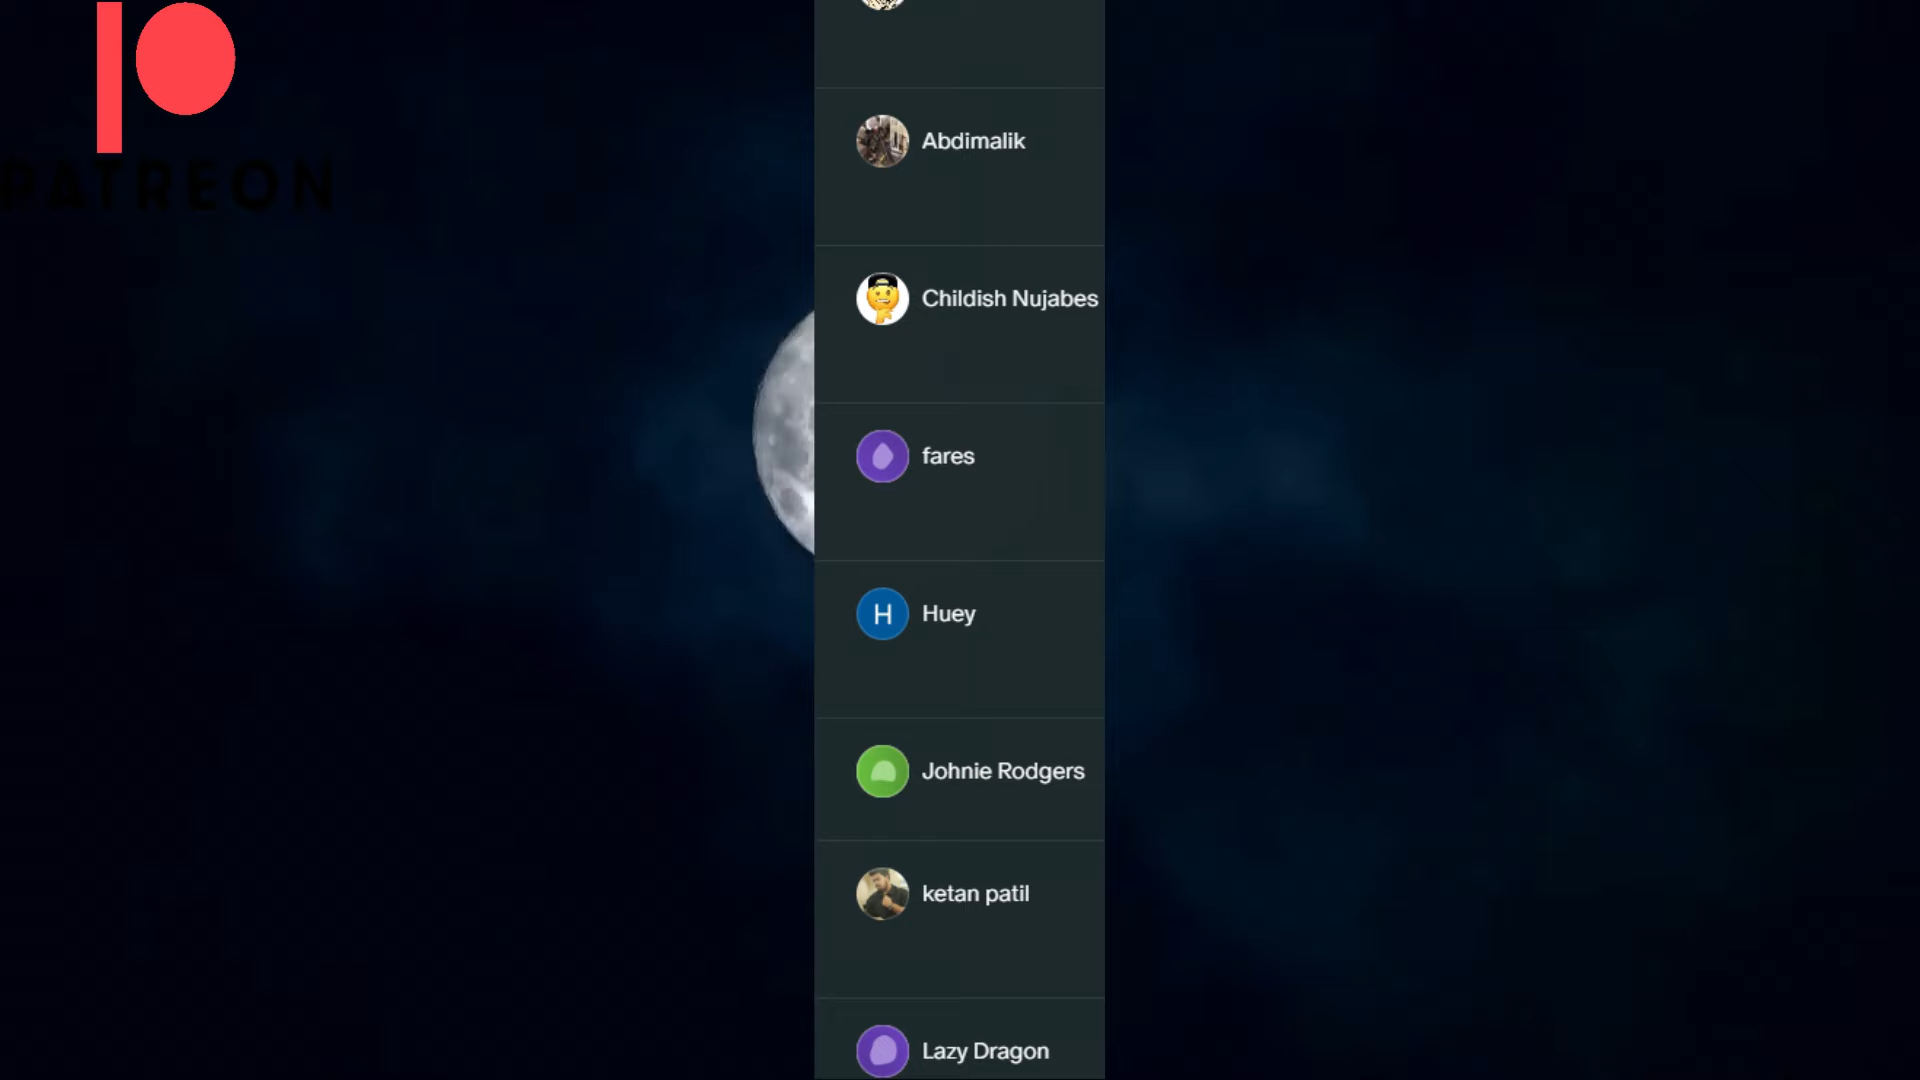 PATREON
Abdimalik
Childish Nujabes
fares
H
Huey
Johnie Rodgers
ketan patil
Lazy Dragon